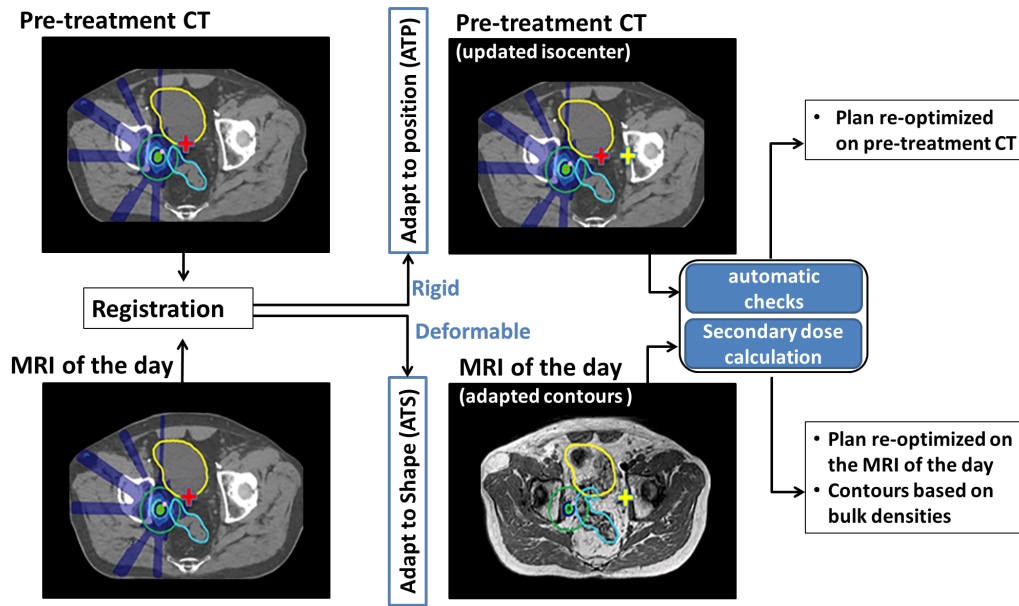 Pre-treatment CT
Registration
MRI of the day
Adapt to position (ATP)
Rigid
Deformable
Adapt to Shape (ATS)
Pre-treatment CT
(updated isocenter)
MRI of the day
(adapted contours )
automatic
checks
Secondary dose
calculation
• Plan re-optimized
on pre-treatment CT
• Plan re-optimized on
the MRI of the day
• Contours based on
bulk densities